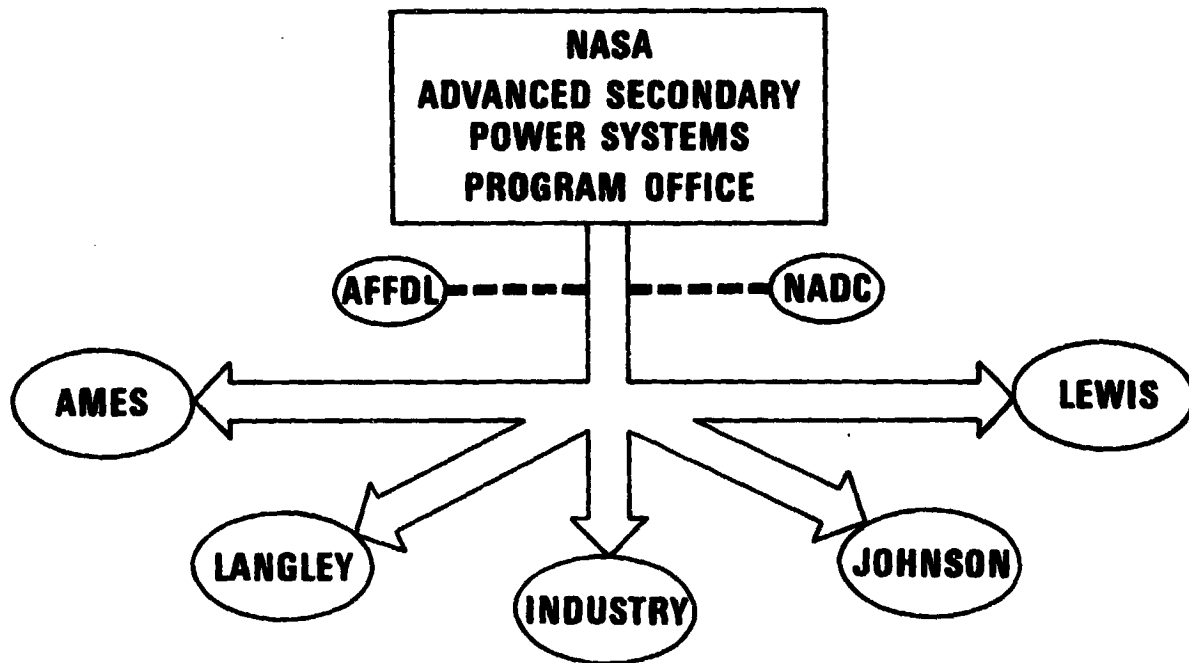 NASA
ADVANCED SECONDARY
POWER SYSTEMS
PROGRAM OFFICE
AFFDL
NADC
AMES
LEWIS
LANGLEY
JOHNSON
INDUSTRY